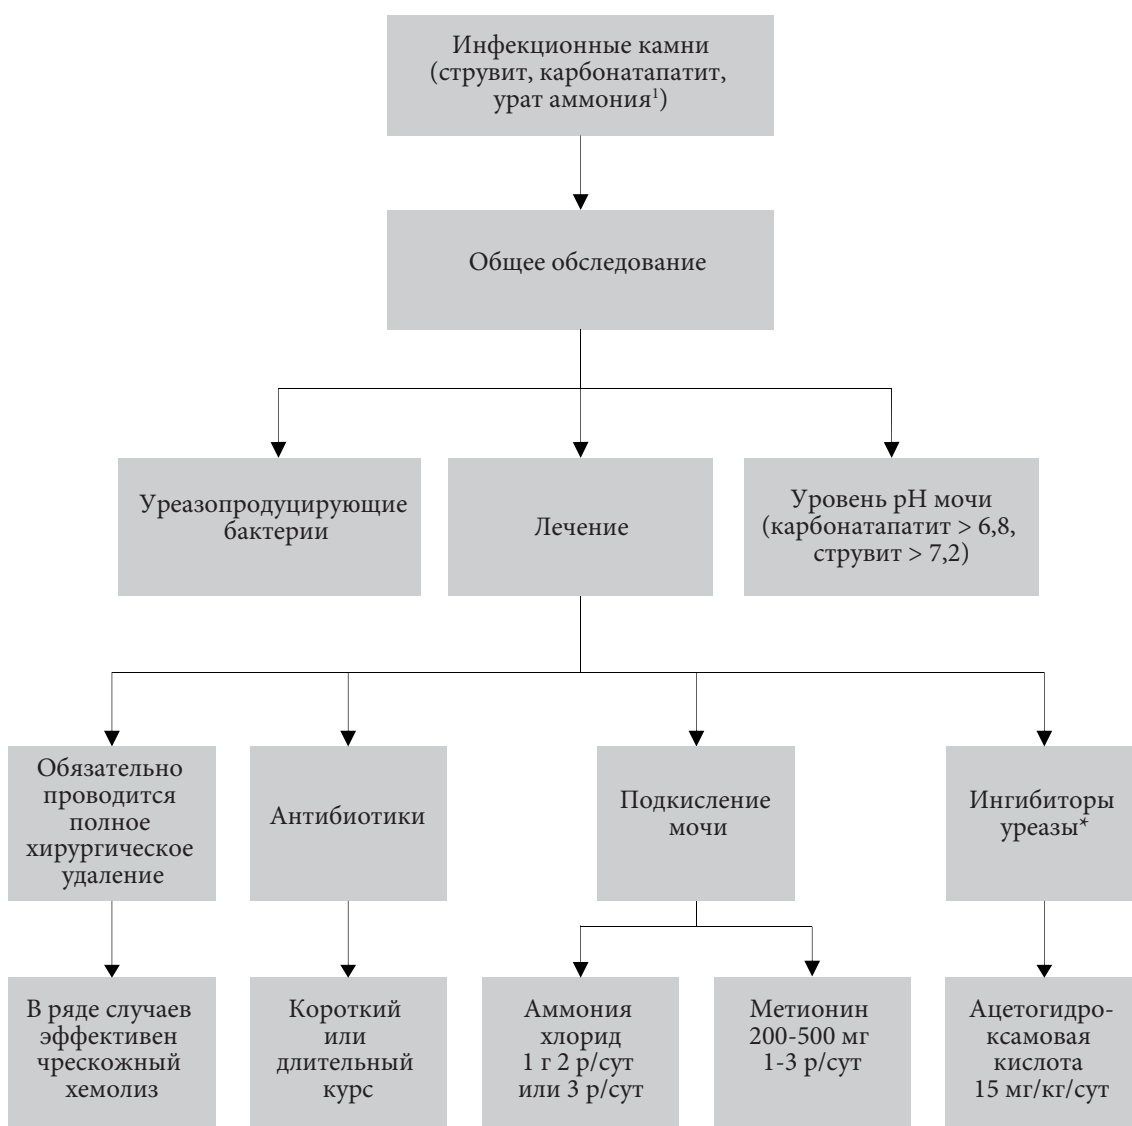 Инфекционные камни
(струвит, карбонатапатит,
урат аммония¹)
Общее обследование
Уреазопродуцирующие
бактерии
Лечение
Уровень pH мочи
(карбонатапатит > 6,8,
струвит > 7,2)
Обязательно
проводится
полное
хирургическое
удаление
Антибиотики
Подкисление
мочи
Ингибиторы
уреазы*
В ряде случаев
эффективен
чрескожный
хемолиз
Короткий
или
длительный
курс
Аммония
хлорид
1 г 2 р/сут
или 3 р/сут
Метионин
200-500 мг
1-3 р/сут
Ацетогидро-
ксамовая
кислота
15 мг/кг/сут